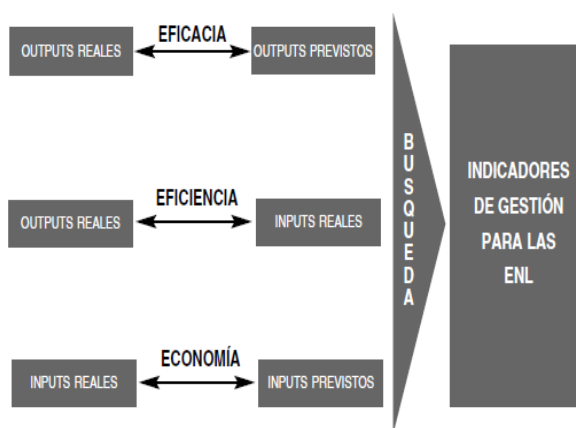 EFICACIA
OUTPUTS REALES
OUTPUTS PREVISTOS
EFICIENCIA
OUTPUTS REALES
INPUTS REALES
ECONOMÍA
INPUTS REALES
INPUTS PREVISTOS
BUSQUEDA
INDICADORES
DE GESTIÓN
PARA LAS
ENL